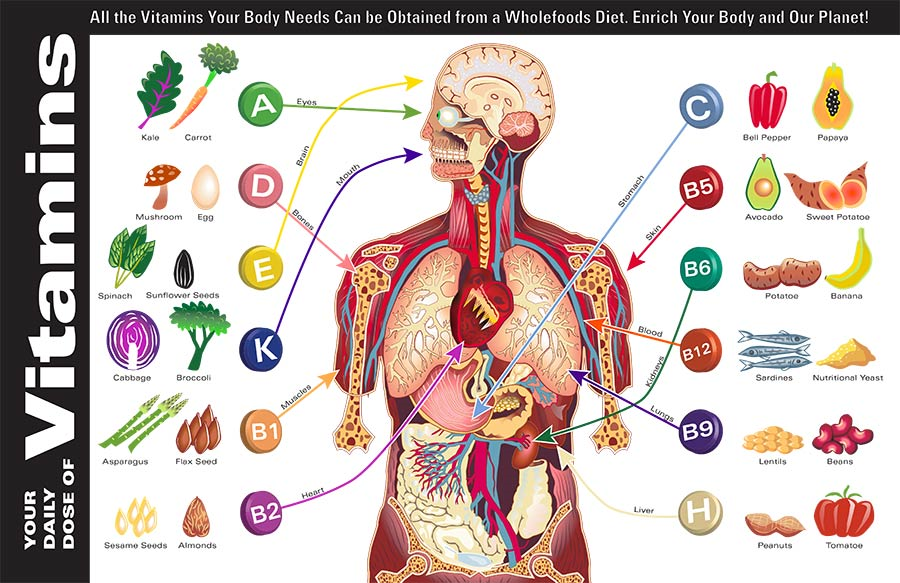 All the Vitamins Your Body Needs Can be Obtained from a Wholefoods Diet. Enrich Your Body and Our Planet!
YOUR
DAILY
DOSE OF
Vitamins
Kale
Carrot
A
Eyes
Mushroom
Egg
D
Bones
Spinach
Sunflower Seeds
E
Brain
Cabbage
Broccoli
K
Mouth
Asparagus
Flax Seed
B1
Muscles
Sesame Seeds
Almonds
B2
Heart
C
Stomach
Bell Pepper
Papaya
B5
Skin
Avocado
Sweet Potatoe
B6
Kidneys
Potatoe
Banana
B12
Blood
Sardines
Nutritional Yeast
B9
Lungs
Lentils
Beans
H
Liver
Peanuts
Tomatoe